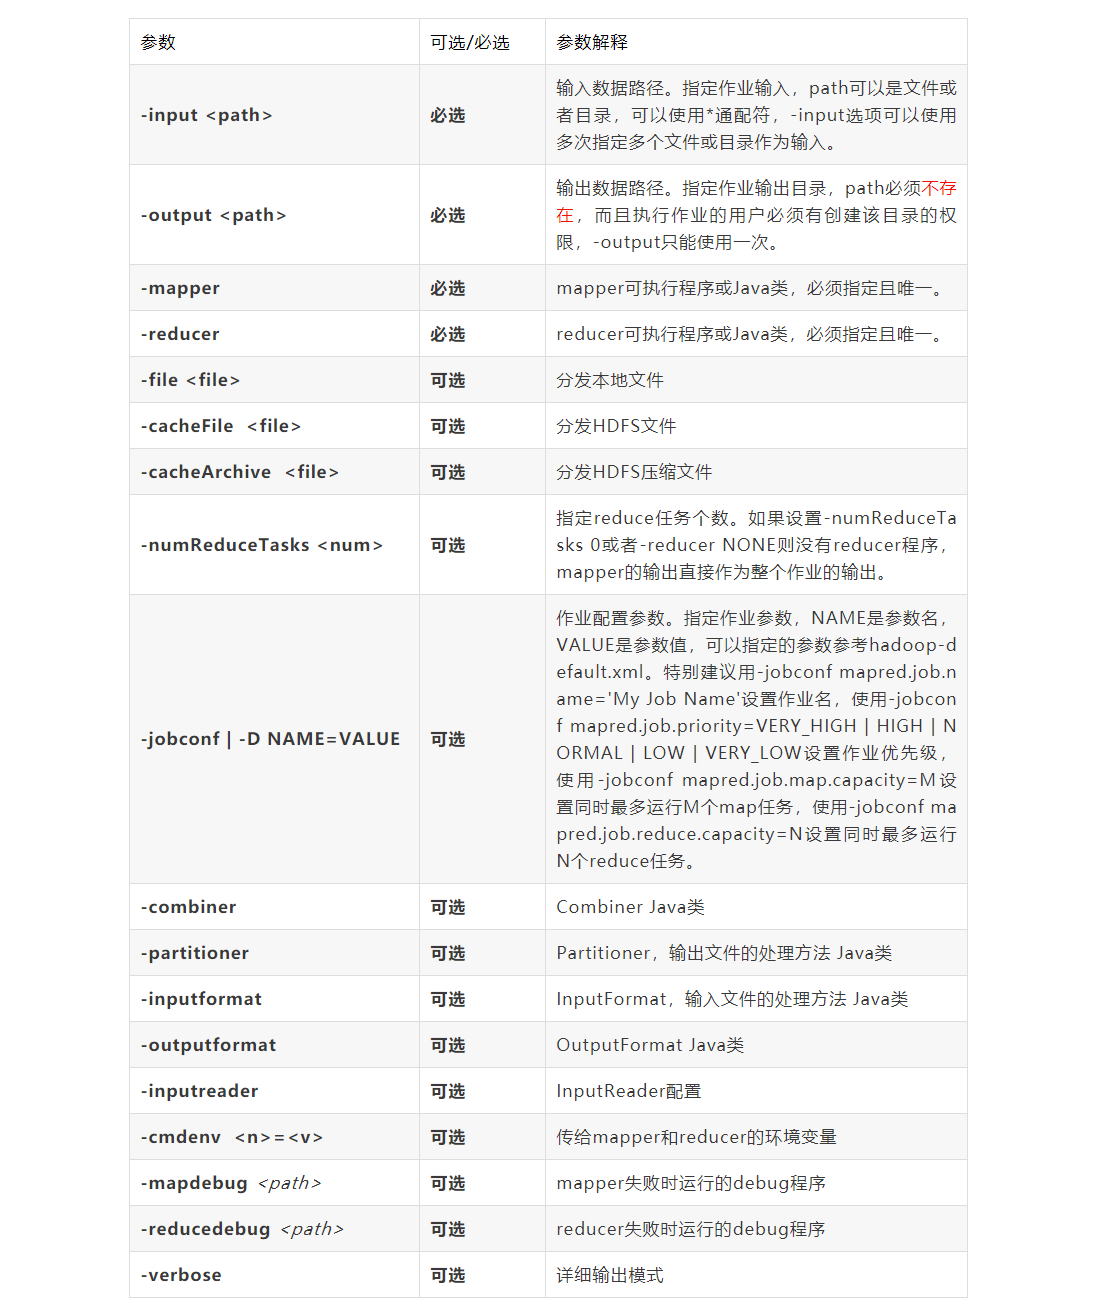 参数 可选/必选 参数解释
-input <path> 必选 输入数据路径。指定作业输入，path可以是文件或
者目录，可以使用*通配符，-input选项可以使用
多次指定多个文件或目录作为输入。
-output <path> 必选 输出数据路径。指定作业输出目录，path必须不存
在，而且执行作业的用户必须有创建该目录的权
限，-output只能使用一次。
-mapper 必选 mapper可执行程序或Java类，必须指定且唯一。
-reducer 必选 reducer可执行程序或Java类，必须指定且唯一。
-file <file> 可选 分发本地文件
-cacheFile <file> 可选 分发HDFS文件
-cacheArchive <file> 可选 分发HDFS压缩文件
-numReduceTasks <num> 可选 指定reduce任务个数。如果设置-numReduceTa
sks 0或者-reducer NONE则没有reducer程序，
mapper的输出直接作为整个作业的输出。
-jobconf | -D NAME=VALUE 可选 作业配置参数。指定作业参数，NAME是参数名，
VALUE是参数值，可以指定的参数参考hadoop-d
efault.xml。特别建议用-jobconf mapred.job.n
ame='My Job Name'设置作业名，使用-jobcon
f mapred.job.priority=VERY_HIGH | HIGH | N
ORMAL | LOW | VERY_LOW设置作业优先级，
使用-jobconf mapred.job.map.capacity=M设
置同时最多运行M个map任务，使用-jobconf ma
pred.job.reduce.capacity=N设置同时最多运行
N个reduce任务。
-combiner 可选 Combiner Java类
-partitioner 可选 Partitioner，输出文件的处理方法 Java类
-inputformat 可选 InputFormat，输入文件的处理方法 Java类
-outputformat 可选 OutputFormat Java类
-inputreader 可选 InputReader配置
-cmdenv <n>=<v> 可选 传给mapper和reducer的环境变量
-mapdebug <path> 可选 mapper失败时运行的debug程序
-reducedebug <path> 可选 reducer失败时运行的debug程序
-verbose 可选 详细输出模式